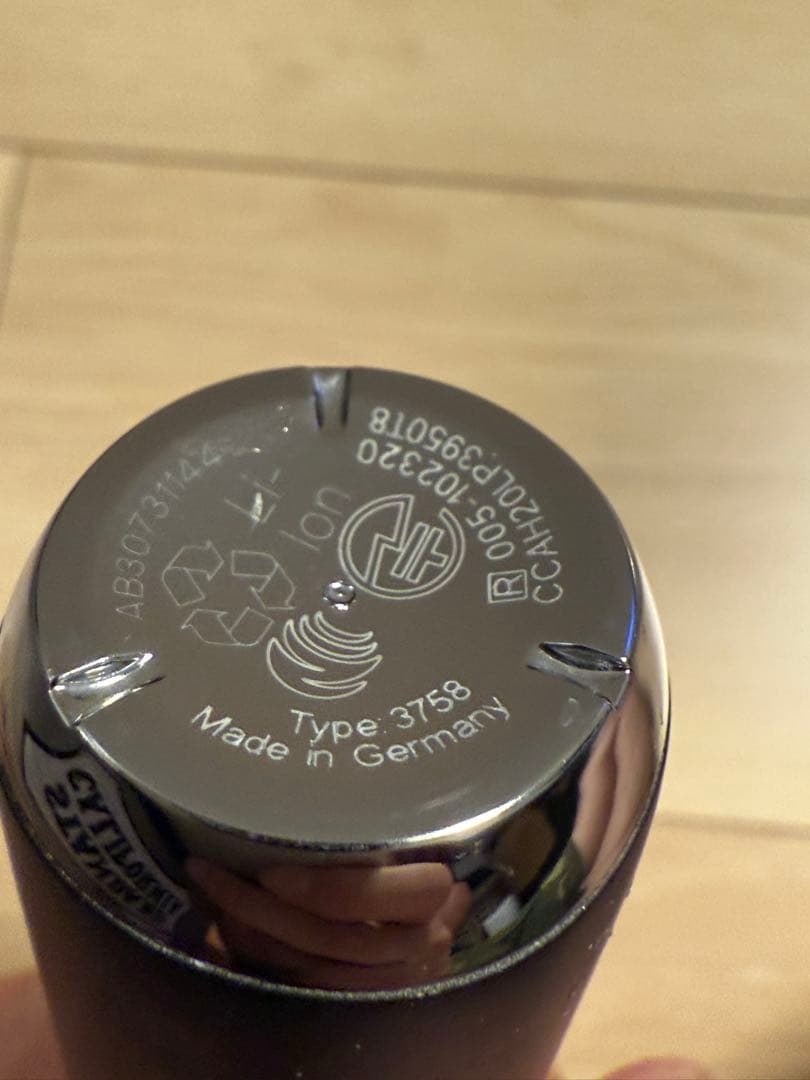 AB30731144
Li-
Ion
CCAH20LP3950T8
R 005-102320
Type: 3758
Made in Germany